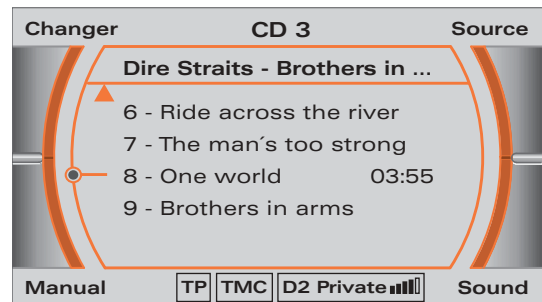 Changer CD 3 Source
Dire Straits - Brothers in ...
6 - Ride across the river
7 - The man´s too strong
8 - One world 03:55
9 - Brothers in arms
Manual TP TMC D2 Private Sound